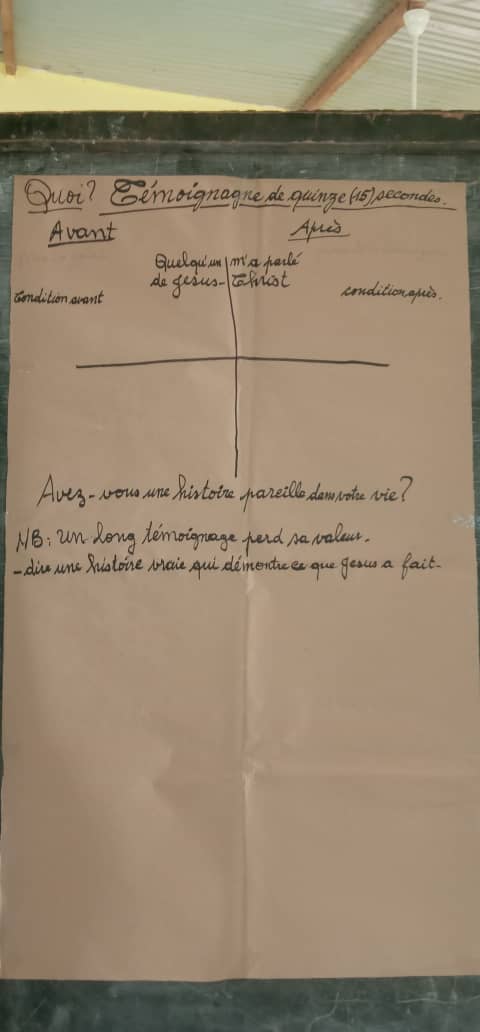 Quoi? Témoignagne de quinze (15) secondes.
Avant Après
Quelqu'un m'a parlé
de Jesus-Christ
Condition avant condition après.
Avez-vous une histoire pareille dans votre vie?
NB: Un long témoignage perd sa valeur.
- dire une histoire vraie qui démontre ce que Jesus a fait-